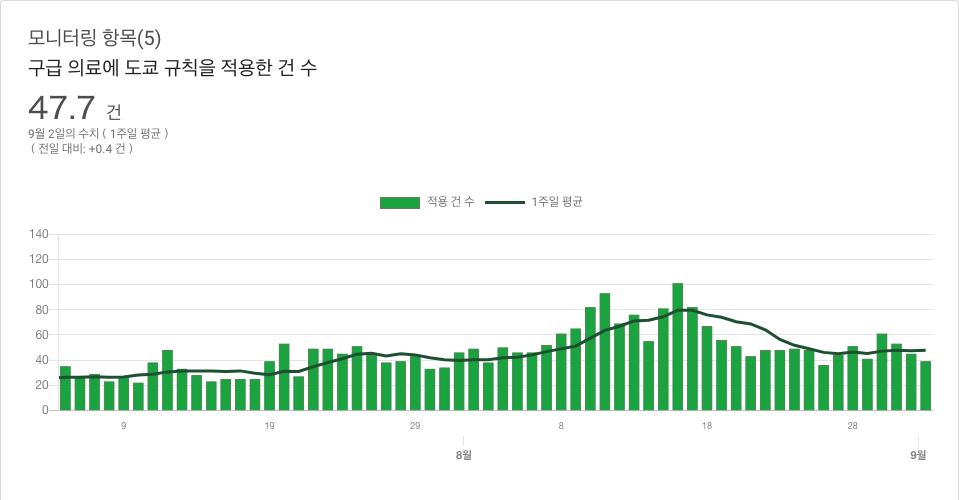 모니터링 항목(5)
구급 의료에 도쿄 규칙을 적용한 건 수
47.7 건
9월 2일의 수치 ( 1주일 평균 )
( 전일 대비: +0.4 건 )
적용 건 수 1주일 평균
140
120
100
80
60
40
20
0
9 19 29 8 18 28
8월 9월